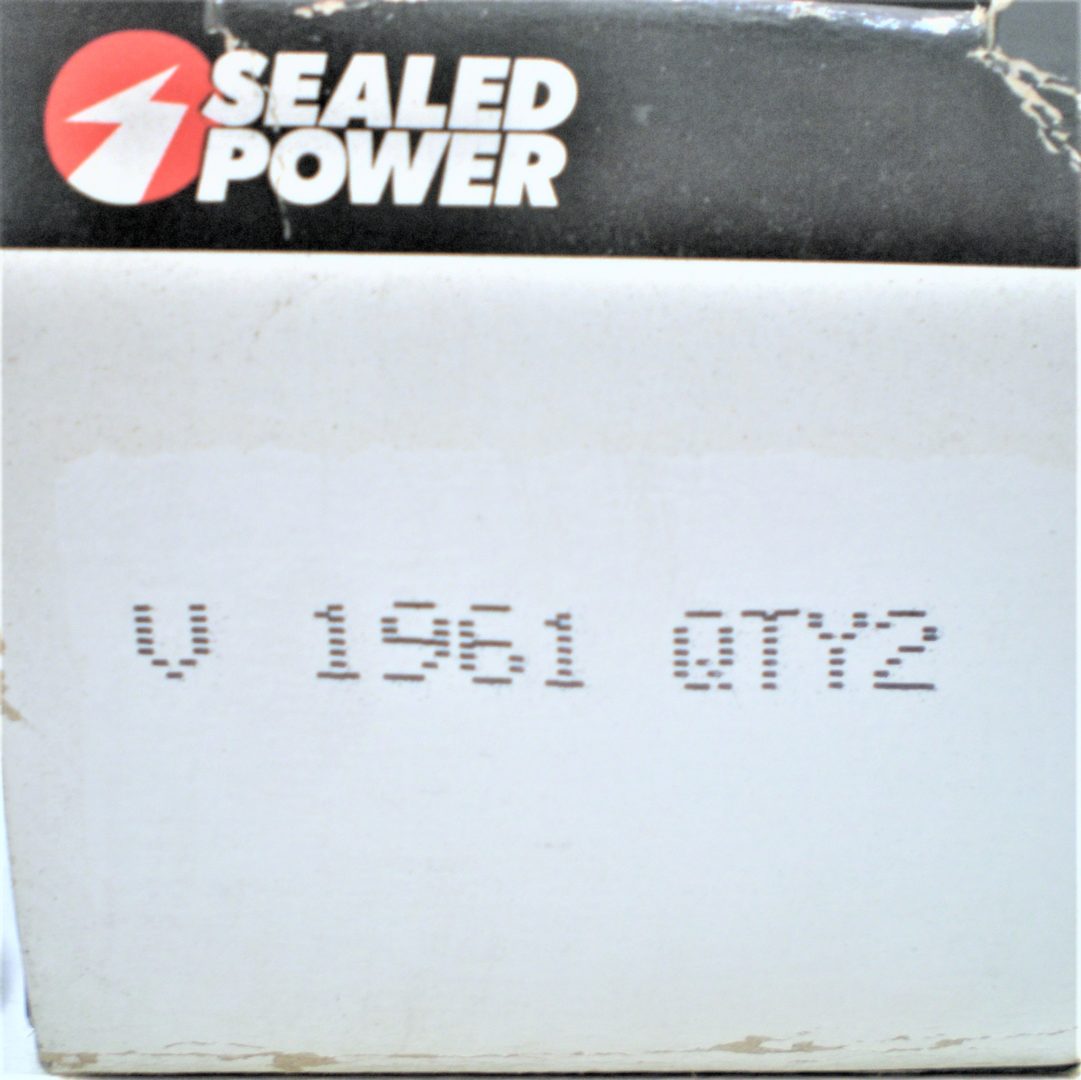 SEALED
POWER
V 1961 QTY2